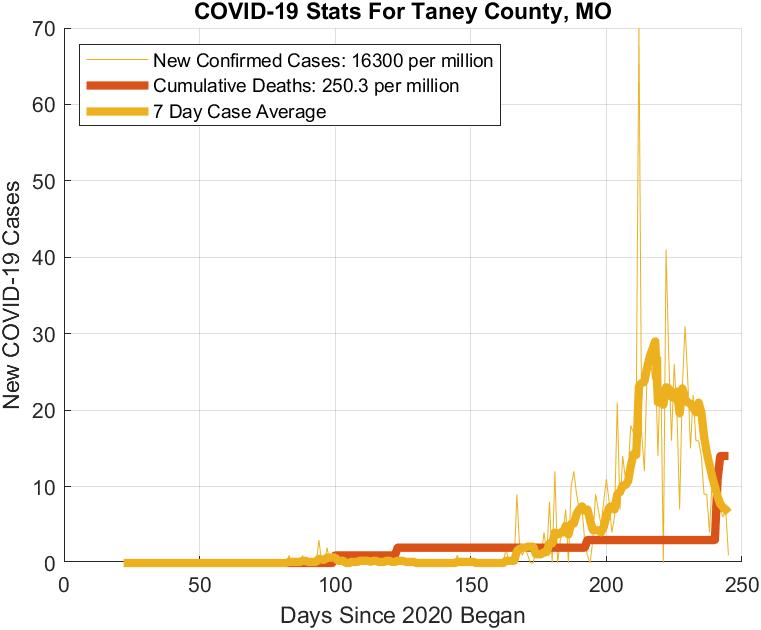 COVID-19 Stats For Taney County, MO
New Confirmed Cases: 16300 per million
Cumulative Deaths: 250.3 per million
7 Day Case Average
New COVID-19 Cases
70
60
50
40
30
20
10
0
0 50 100 150 200 250
Days Since 2020 Began